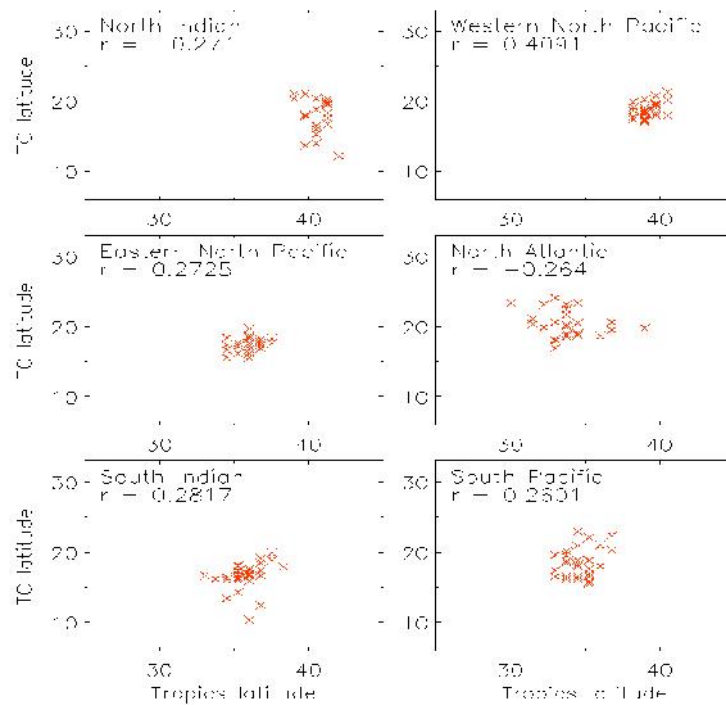 North Indian
r =
30
20
10
30
40
TC latitude
Western North Pacific
r = 0.4091
30
20
10
30
40
Eastern North Pacific
r = 0.2725
30
20
10
30
40
TC latitude
North Atlantic
r = -0.264
30
20
10
30
40
South Indian
r = 0.2817
30
20
10
30
40
TC latitude
Tropics latitude
South Pacific
r = 0.2601
30
20
10
30
40
Tropics latitude